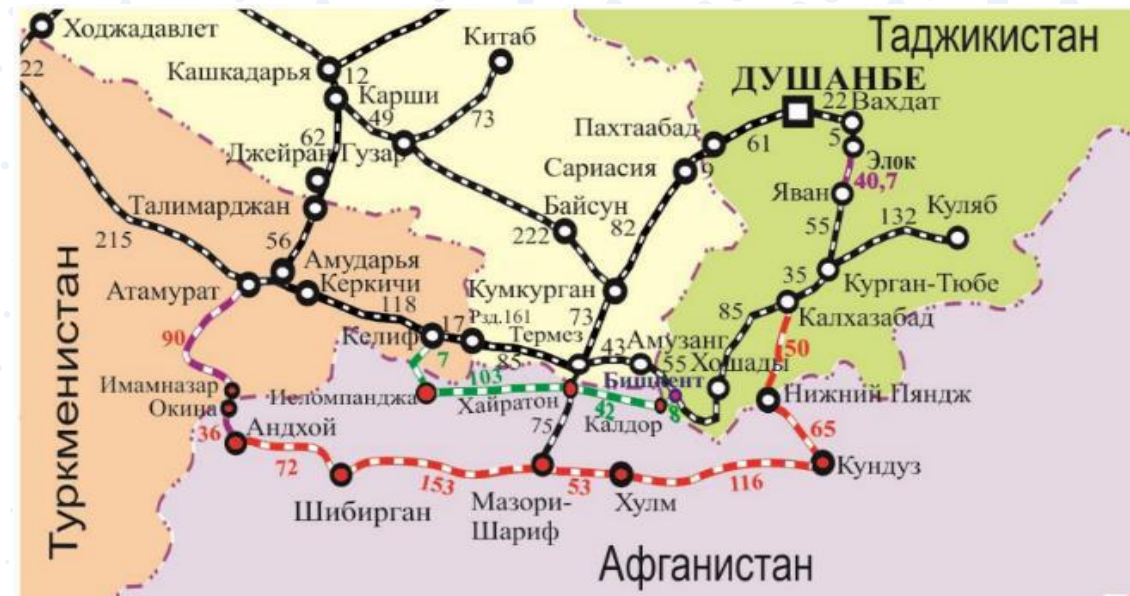 Ходжадавлет
Китаб
Таджикистан
22
Кашкадарья
12
ДУШАНБЕ
Карши
22
Вахдат
49
73
62
Пахтаабад
61
5
Джейран
Гузар
Элок
Сариасия
9
40,7
Талимарджан
Яван
Байсун
132
Куляб
215
222
82
55
56
Амударья
35
Атамурат
Керкичи
Кумкурган
Курган-Тюбе
118
85
Калхазабад
90
17
Рзд.161
73
Келиф
Термез
43
Амузанг
50
7
85
55
Хошады
Имамназар
103
Бишкент
Исломпанджа
Хайратон
42
8
Нижний Пяндж
Окина
Калдор
36
Андхой
75
65
72
Кундуз
153
53
116
Шибирган
Мазори-
Шариф
Хулм
Туркменистан
Афганистан